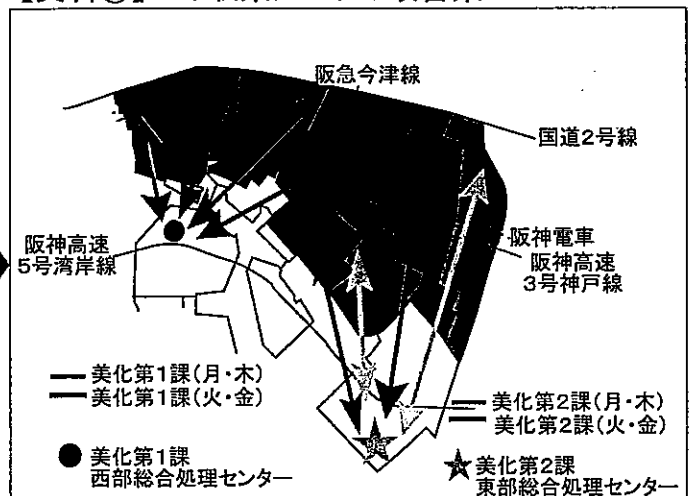 阪急今津線
国道2号線
阪神電車
阪神高速
3号神戸線
阪神高速
5号湾岸線
美化第1課(月・木)
美化第1課(火・金)
美化第2課(月・木)
美化第2課(火・金)
美化第1課
西部総合処理センター
美化第2課
東部総合処理センター